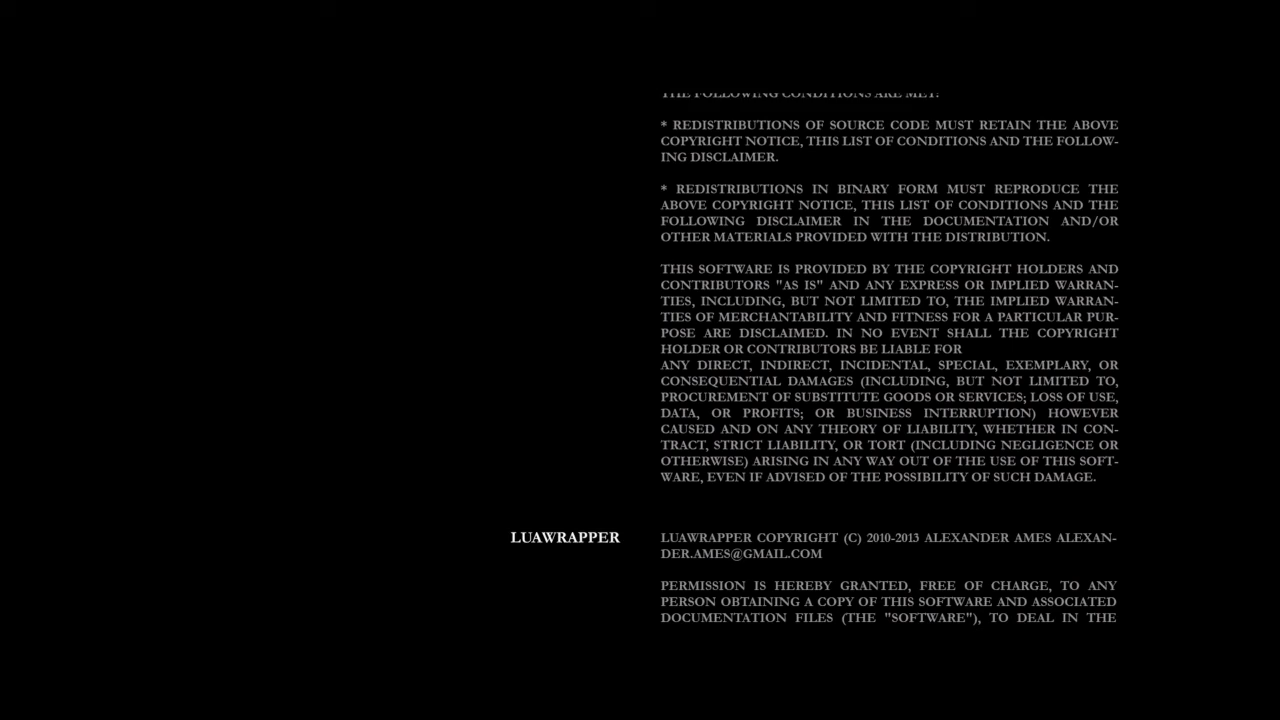 THE FOLLOWING CONDITIONS ARE MET:
* REDISTRIBUTIONS OF SOURCE CODE MUST RETAIN THE ABOVE
COPYRIGHT NOTICE, THIS LIST OF CONDITIONS AND THE FOLLOW-
ING DISCLAIMER.
* REDISTRIBUTIONS IN BINARY FORM MUST REPRODUCE THE
ABOVE COPYRIGHT NOTICE, THIS LIST OF CONDITIONS AND THE
FOLLOWING DISCLAIMER IN THE DOCUMENTATION AND/OR
OTHER MATERIALS PROVIDED WITH THE DISTRIBUTION.
THIS SOFTWARE IS PROVIDED BY THE COPYRIGHT HOLDERS AND
CONTRIBUTORS "AS IS" AND ANY EXPRESS OR IMPLIED WARRAN-
TIES, INCLUDING, BUT NOT LIMITED TO, THE IMPLIED WARRAN-
TIES OF MERCHANTABILITY AND FITNESS FOR A PARTICULAR PUR-
POSE ARE DISCLAIMED. IN NO EVENT SHALL THE COPYRIGHT
HOLDER OR CONTRIBUTORS BE LIABLE FOR
ANY DIRECT, INDIRECT, INCIDENTAL, SPECIAL, EXEMPLARY, OR
CONSEQUENTIAL DAMAGES (INCLUDING, BUT NOT LIMITED TO,
PROCUREMENT OF SUBSTITUTE GOODS OR SERVICES; LOSS OF USE,
DATA, OR PROFITS; OR BUSINESS INTERRUPTION) HOWEVER
CAUSED AND ON ANY THEORY OF LIABILITY, WHETHER IN CON-
TRACT, STRICT LIABILITY, OR TORT (INCLUDING NEGLIGENCE OR
OTHERWISE) ARISING IN ANY WAY OUT OF THE USE OF THIS SOFT-
WARE, EVEN IF ADVISED OF THE POSSIBILITY OF SUCH DAMAGE.
LUAWRAPPER
LUAWRAPPER COPYRIGHT (C) 2010-2013 ALEXANDER AMES ALEXAN-
DER.AMES@GMAIL.COM
PERMISSION IS HEREBY GRANTED, FREE OF CHARGE, TO ANY
PERSON OBTAINING A COPY OF THIS SOFTWARE AND ASSOCIATED
DOCUMENTATION FILES (THE "SOFTWARE"), TO DEAL IN THE